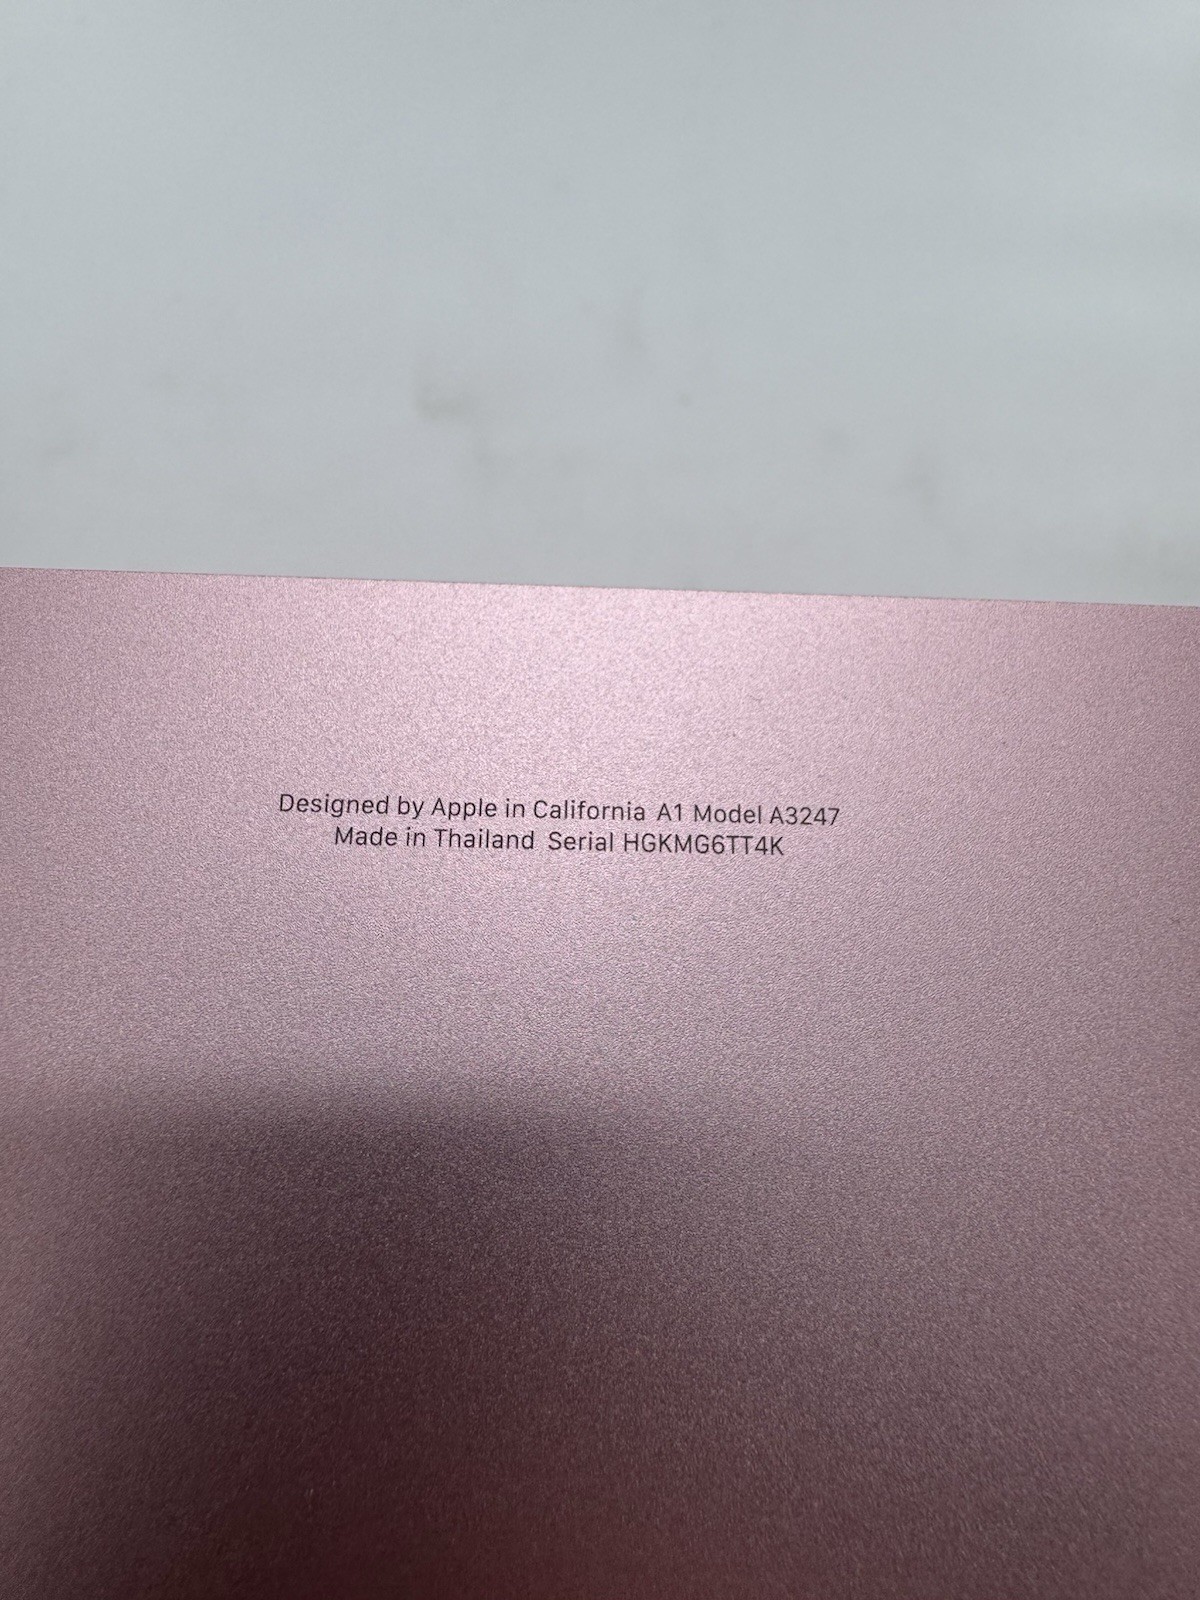 Designed by Apple in California A1 Model A3247
Made in Thailand Serial HGKMG6TT4K